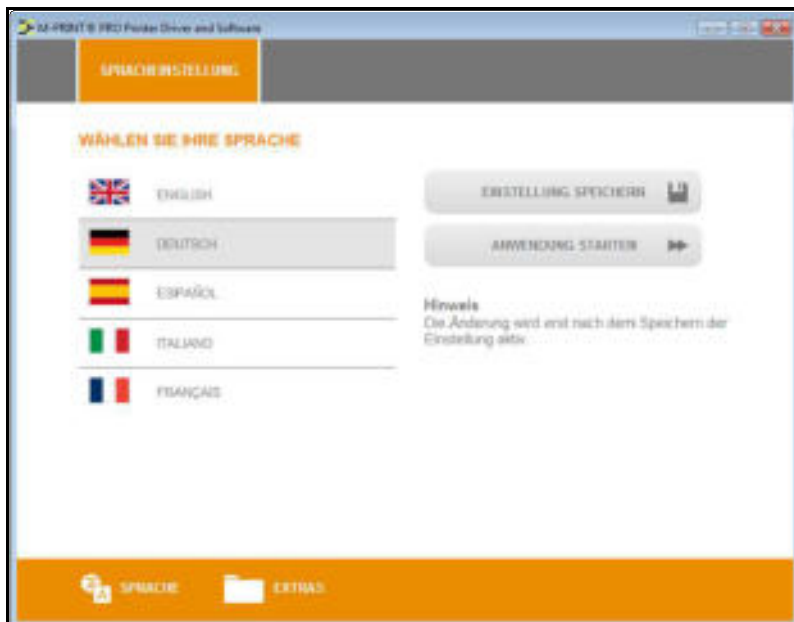 M-PRINT® PRO Printer Driver and Software
SPRACHEINSTELLUNG
WÄHLEN SIE IHRE SPRACHE
ENGLISH
DEUTSCH
ESPAÑOL
ITALIANO
FRANÇAIS
EINSTELLUNG SPEICHERN
ANWENDUNG STARTEN
Hinweis
Die Änderung wird erst nach dem Speichern der
Einstellung aktiv.
SPRACHE
EXTRAS